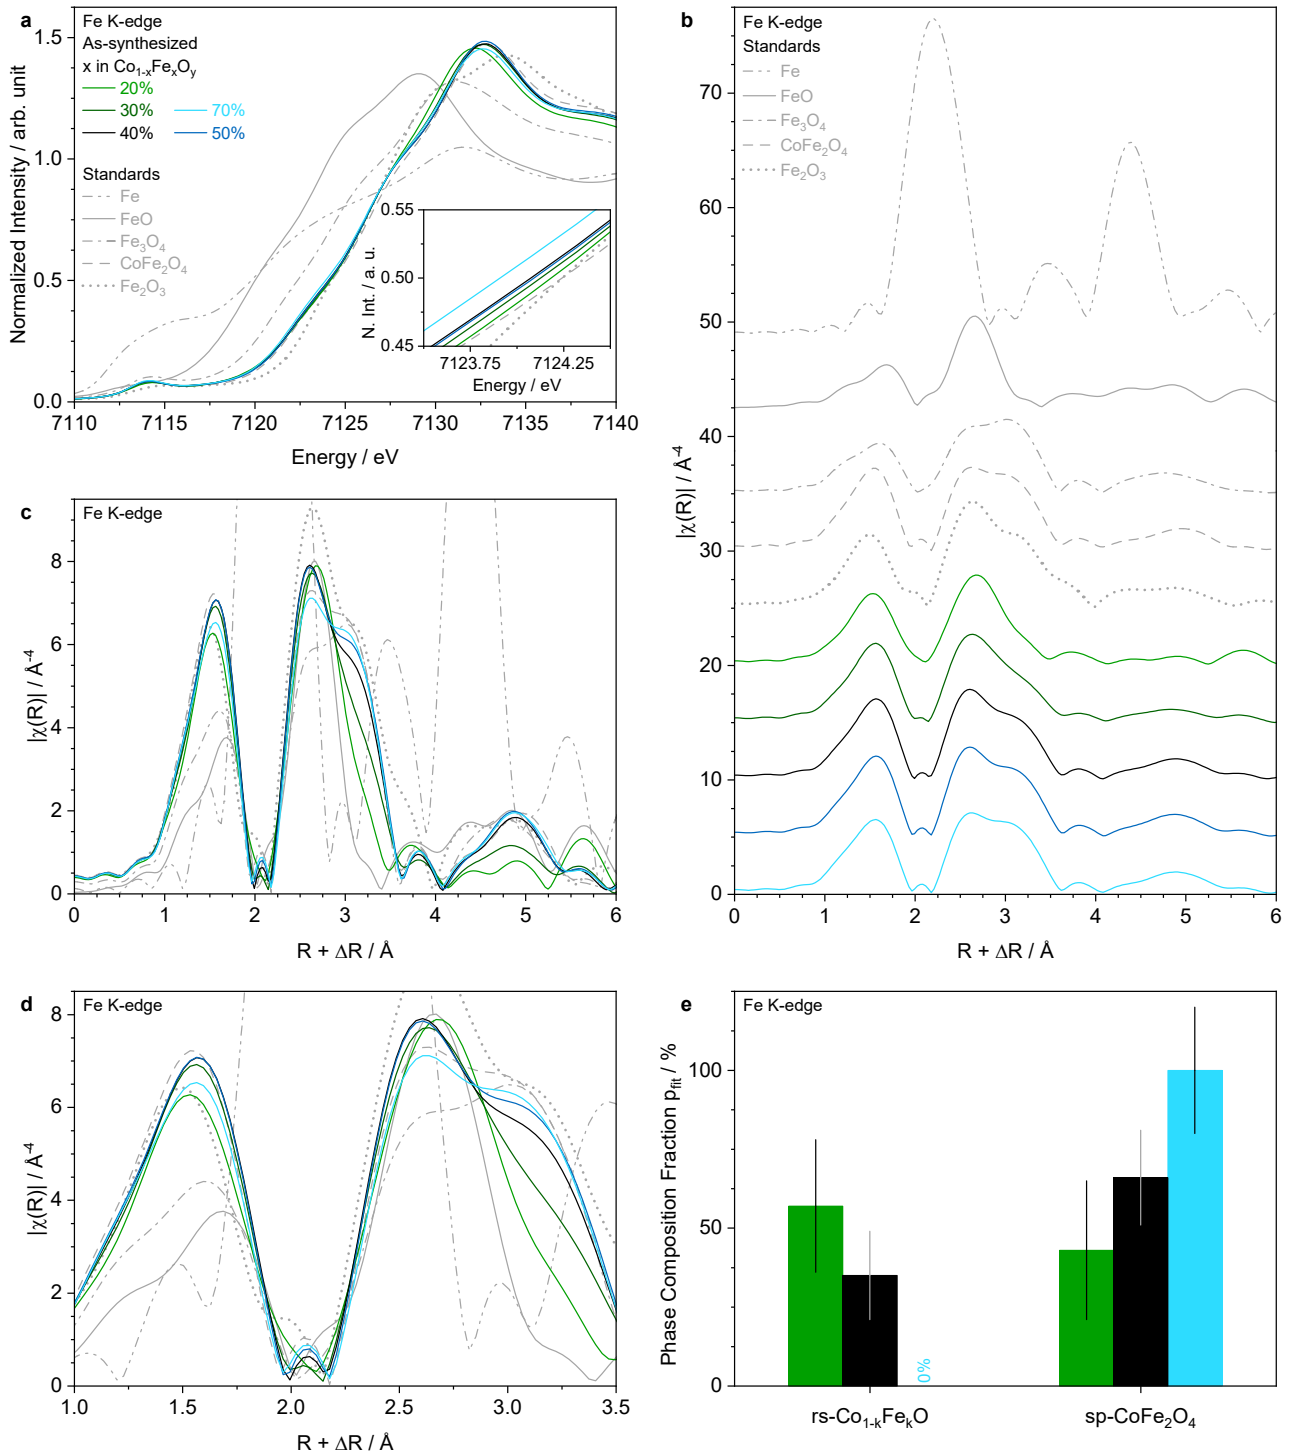 a
Fe K-edge
As-synthesized
x in Co₁₋ₓFeₓOᵧ
20%
30%
70%
40%
50%
Standards
Fe
FeO
Fe₃O₄
CoFe₂O₄
Fe₂O₃
1.5
1.0
0.5
0.0
Normalized Intensity / arb. unit
7110
7115
7120
7125
7130
7135
7140
Energy / eV
0.55
0.50
0.45
N. Int. / a. u.
7123.75
7124.25
Energy / eV
b
Fe K-edge
Standards
Fe
FeO
Fe₃O₄
CoFe₂O₄
Fe₂O₃
70
60
50
40
30
20
10
0
|χ(R)| / Å⁻⁴
0
1
2
3
4
5
6
R + ΔR / Å
c
Fe K-edge
8
6
4
2
0
|χ(R)| / Å⁻⁴
0
1
2
3
4
5
6
R + ΔR / Å
d
Fe K-edge
8
6
4
2
0
|χ(R)| / Å⁻⁴
1.0
1.5
2.0
2.5
3.0
3.5
R + ΔR / Å
e
Fe K-edge
100
50
0
Phase Composition Fraction p_fit / %
0%
rs-Co₁₋ₖFeₖO
sp-CoFe₂O₄